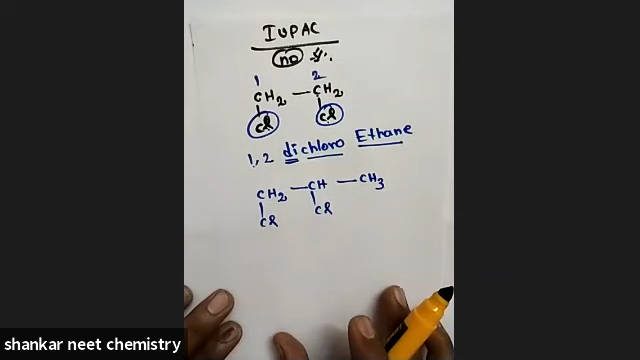 IUPAC
no
1 2
CH2 — CH2
Cl Cl
1,2 dichloro Ethane
CH2 — CH — CH3
Cl Cl
shankar neet chemistry